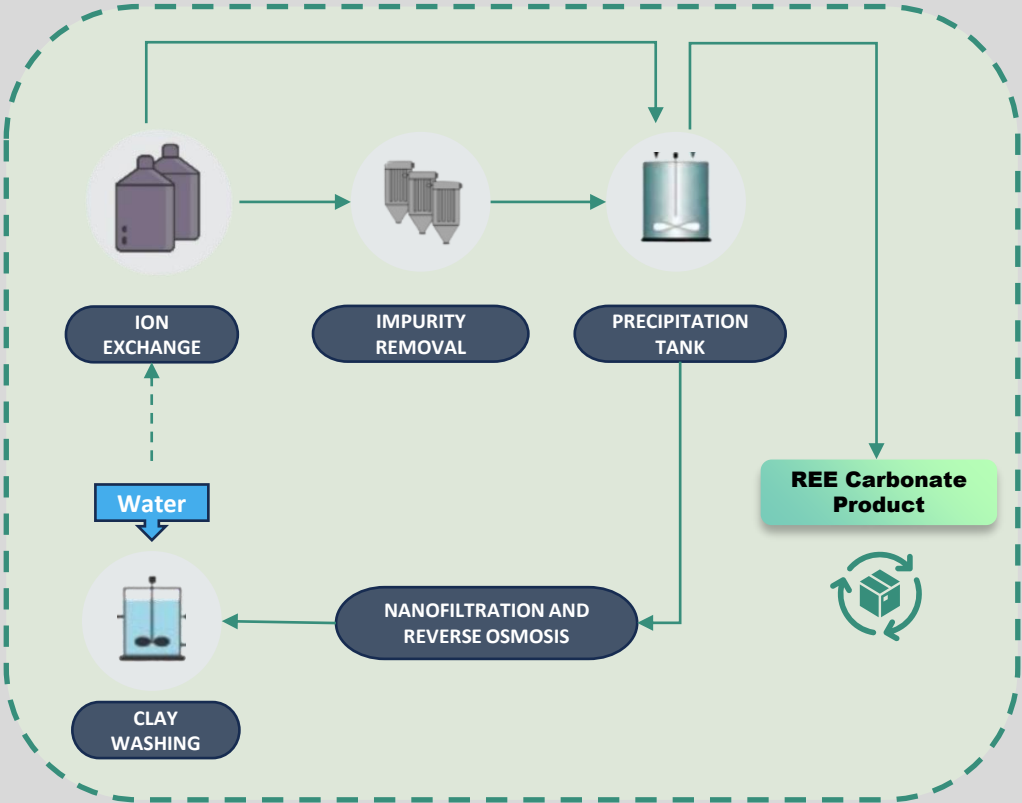 ION
EXCHANGE
IMPURITY
REMOVAL
PRECIPITATION
TANK
REE Carbonate
Product
Water
NANOFILTRATION AND
REVERSE OSMOSIS
CLAY
WASHING